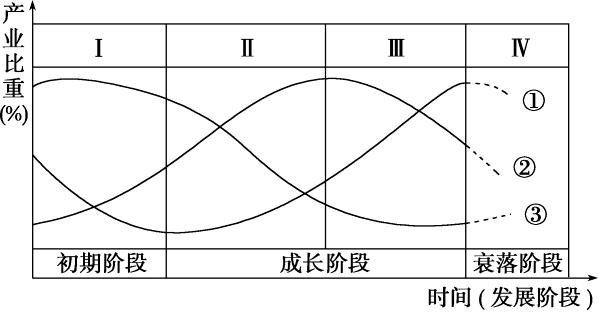 产业比重(%)
Ⅰ Ⅱ Ⅲ Ⅳ
①
②
③
初期阶段 成长阶段 衰落阶段
时间(发展阶段)